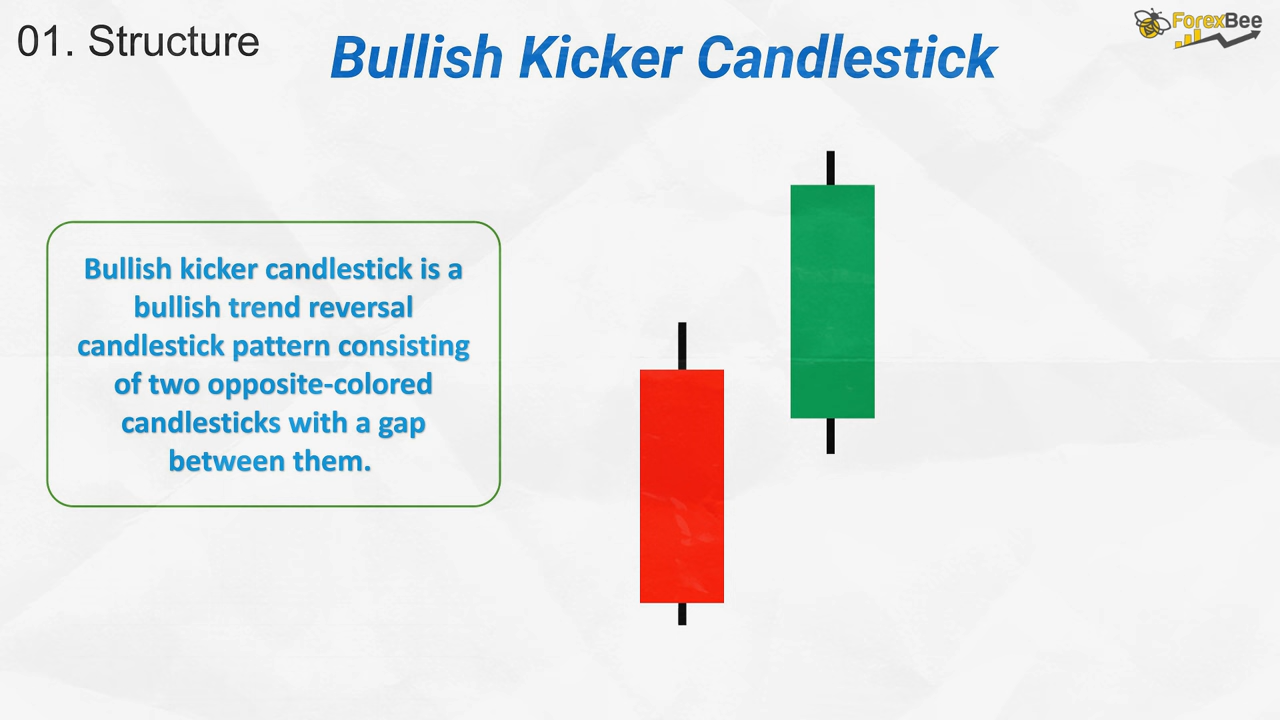 01. Structure
Bullish Kicker Candlestick
ForexBee
Bullish kicker candlestick is a
bullish trend reversal
candlestick pattern consisting
of two opposite-colored
candlesticks with a gap
between them.